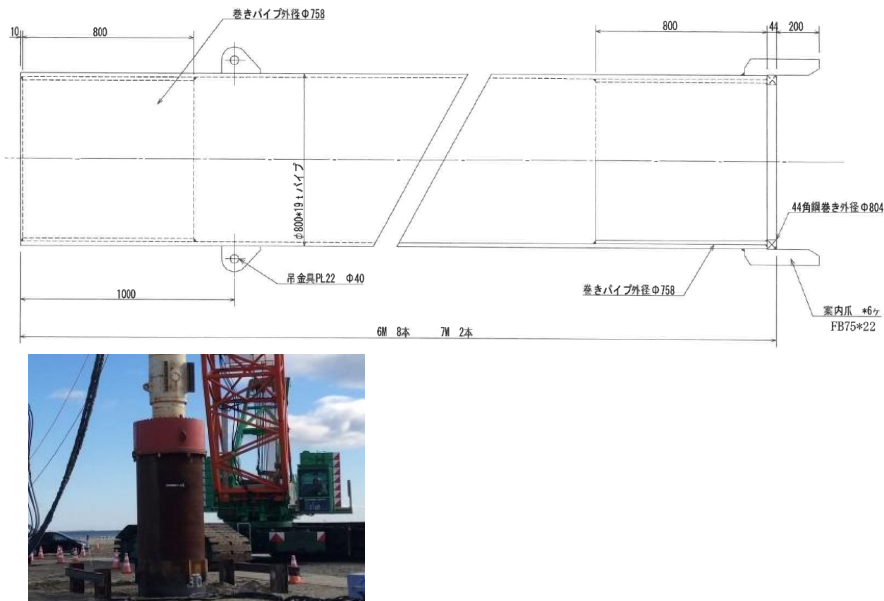 巻きパイプ外径Φ758
10
800
800
44
200
φ800*19.tパイプ
44角鋼巻き外径Φ804
吊金具PL22 Φ40
巻きパイプ外径Φ758
1000
案内爪 *6ヶ
FB75*22
6M 8本 7M 2本